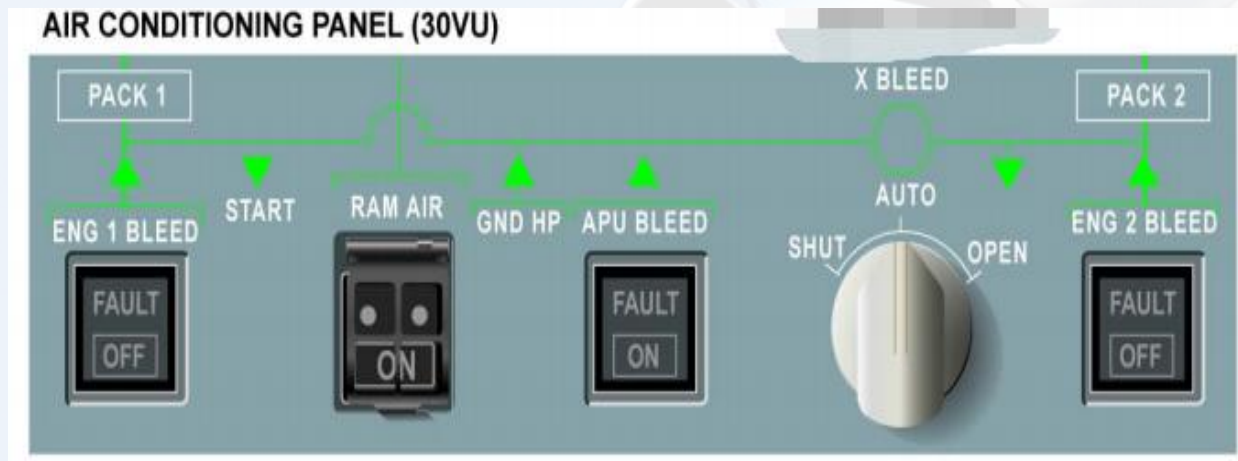 AIR CONDITIONING PANEL (30VU)
PACK 1
X BLEED
PACK 2
ENG 1 BLEED
START
RAM AIR
GND HP
APU BLEED
AUTO
SHUT
OPEN
ENG 2 BLEED
FAULT
OFF
ON
FAULT
ON
FAULT
OFF